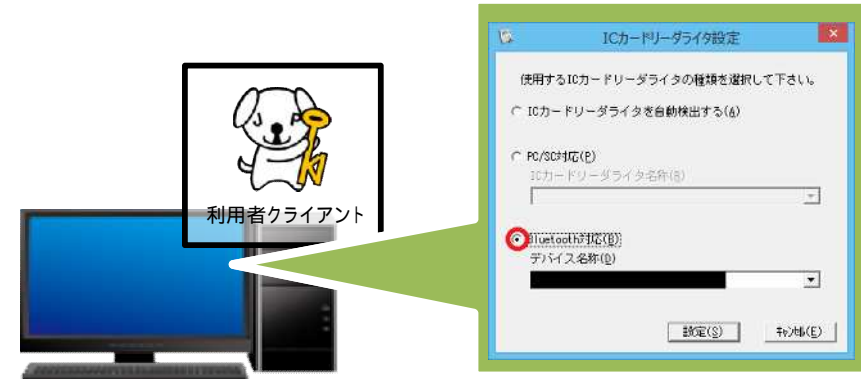 利用者クライアント
ICカードリーダライタ設定
使用するICカードリーダライタの種類を選択して下さい。
ICカードリーダライタを自動検出する(A)
PC/SC対応(P)
ICカードリーダライタ名称(R)
Bluetooth対応(B)
デバイス名称(D)
設定(S)
ｷｬﾝｾﾙ(E)